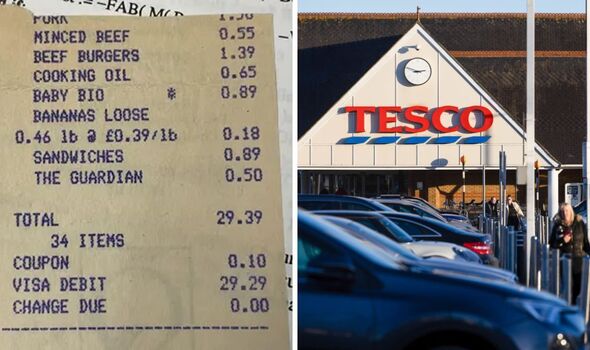 PORK 1.50
MINCED BEEF 0.55
BEEF BURGERS 1.39
COOKING OIL 0.65
BABY BIO * 0.89
BANANAS LOOSE
0.46 lb @ £0.39/lb 0.18
SANDWICHES 0.89
THE GUARDIAN 0.50
TOTAL 29.39
34 ITEMS
COUPON 0.10
VISA DEBIT 29.29
CHANGE DUE 0.00
TESCO